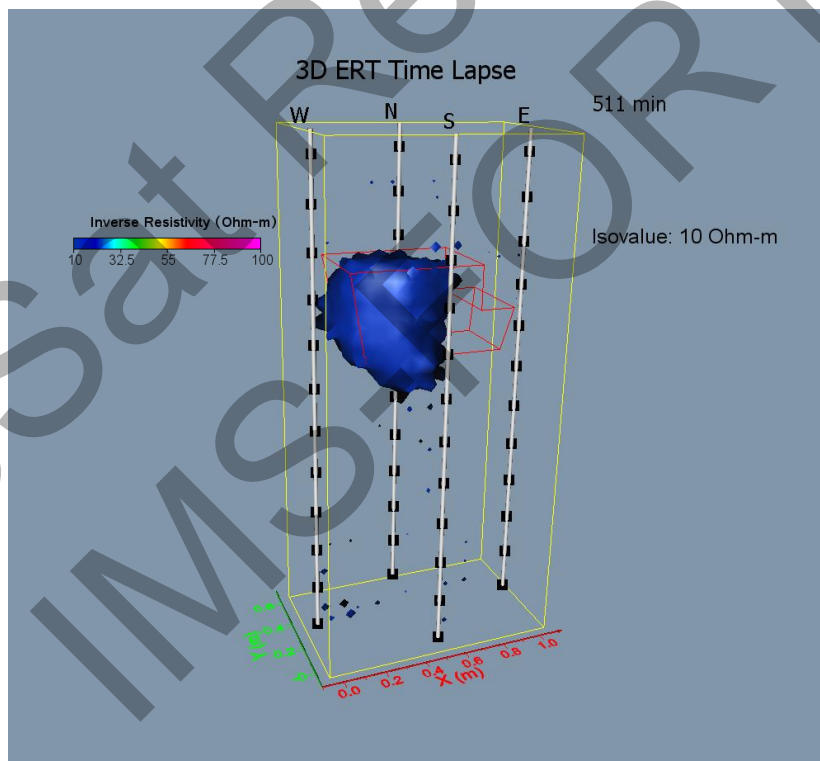 3D ERT Time Lapse
511 min
W N S E
Inverse Resistivity (Ohm-m)
10 32.5 55 77.5 100
Isovalue: 10 Ohm-m
0.0 0.2 0.4 0.6 0.8 1.0
X (m)